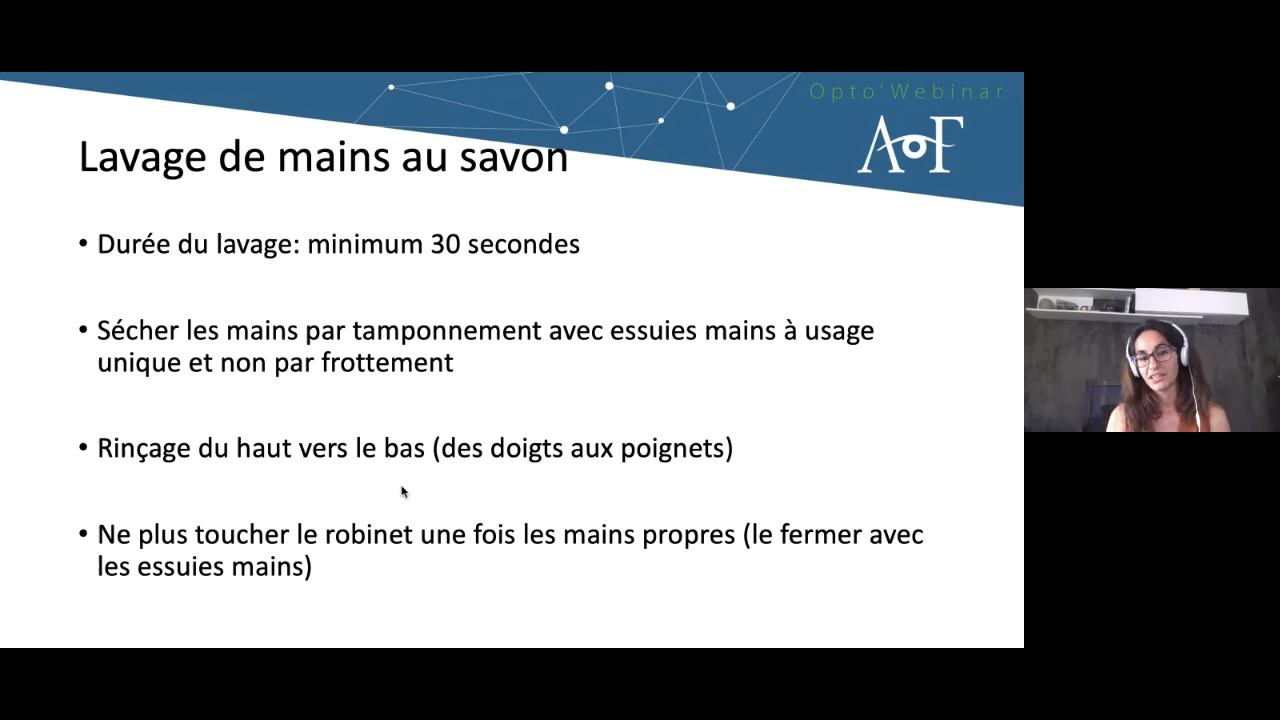 Opto'Webinar
AOF
Lavage de mains au savon
• Durée du lavage: minimum 30 secondes
• Sécher les mains par tamponnement avec essuies mains à usage
unique et non par frottement
• Rinçage du haut vers le bas (des doigts aux poignets)
• Ne plus toucher le robinet une fois les mains propres (le fermer avec
les essuies mains)